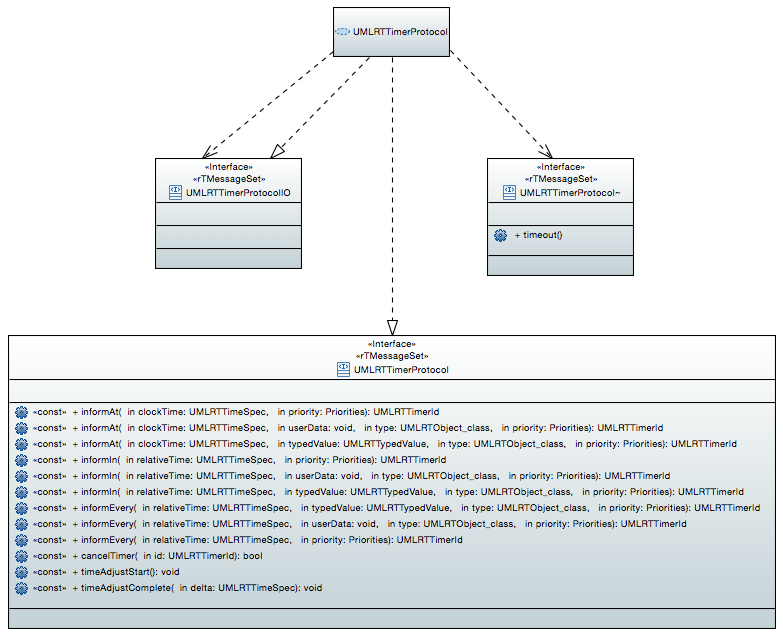 UMLRTTimerProtocol
«Interface»
«rTMessageSet»
UMLRTTimerProtocolIO
«Interface»
«rTMessageSet»
UMLRTTimerProtocol~
+ timeout()
«Interface»
«rTMessageSet»
UMLRTTimerProtocol
«const» + informAt( in clockTime: UMLRTTimeSpec, in priority: Priorities): UMLRTTimerId
«const» + informAt( in clockTime: UMLRTTimeSpec, in userData: void, in type: UMLRTObject_class, in priority: Priorities): UMLRTTimerId
«const» + informAt( in clockTime: UMLRTTimeSpec, in typedValue: UMLRTTypedValue, in type: UMLRTObject_class, in priority: Priorities): UMLRTTimerId
«const» + informIn( in relativeTime: UMLRTTimeSpec, in priority: Priorities): UMLRTTimerId
«const» + informIn( in relativeTime: UMLRTTimeSpec, in userData: void, in type: UMLRTObject_class, in priority: Priorities): UMLRTTimerId
«const» + informIn( in relativeTime: UMLRTTimeSpec, in typedValue: UMLRTTypedValue, in type: UMLRTObject_class, in priority: Priorities): UMLRTTimerId
«const» + informEvery( in relativeTime: UMLRTTimeSpec, in typedValue: UMLRTTypedValue, in type: UMLRTObject_class, in priority: Priorities): UMLRTTimerId
«const» + informEvery( in relativeTime: UMLRTTimeSpec, in userData: void, in type: UMLRTObject_class, in priority: Priorities): UMLRTTimerId
«const» + informEvery( in relativeTime: UMLRTTimeSpec, in priority: Priorities): UMLRTTimerId
«const» + cancelTimer( in id: UMLRTTimerId): bool
«const» + timeAdjustStart(): void
«const» + timeAdjustComplete( in delta: UMLRTTimeSpec): void